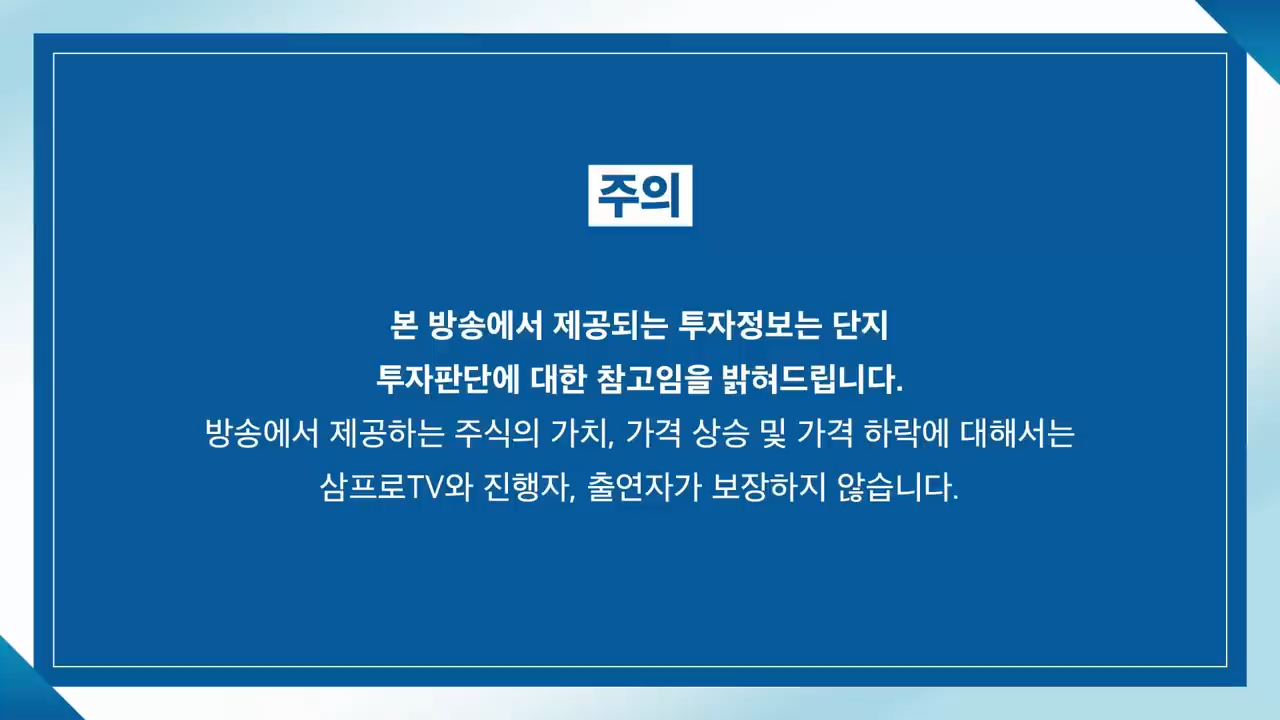 주의
본 방송에서 제공되는 투자정보는 단지
투자판단에 대한 참고임을 밝혀드립니다.
방송에서 제공하는 주식의 가치, 가격 상승 및 가격 하락에 대해서는
삼프로TV와 진행자, 출연자가 보장하지 않습니다.